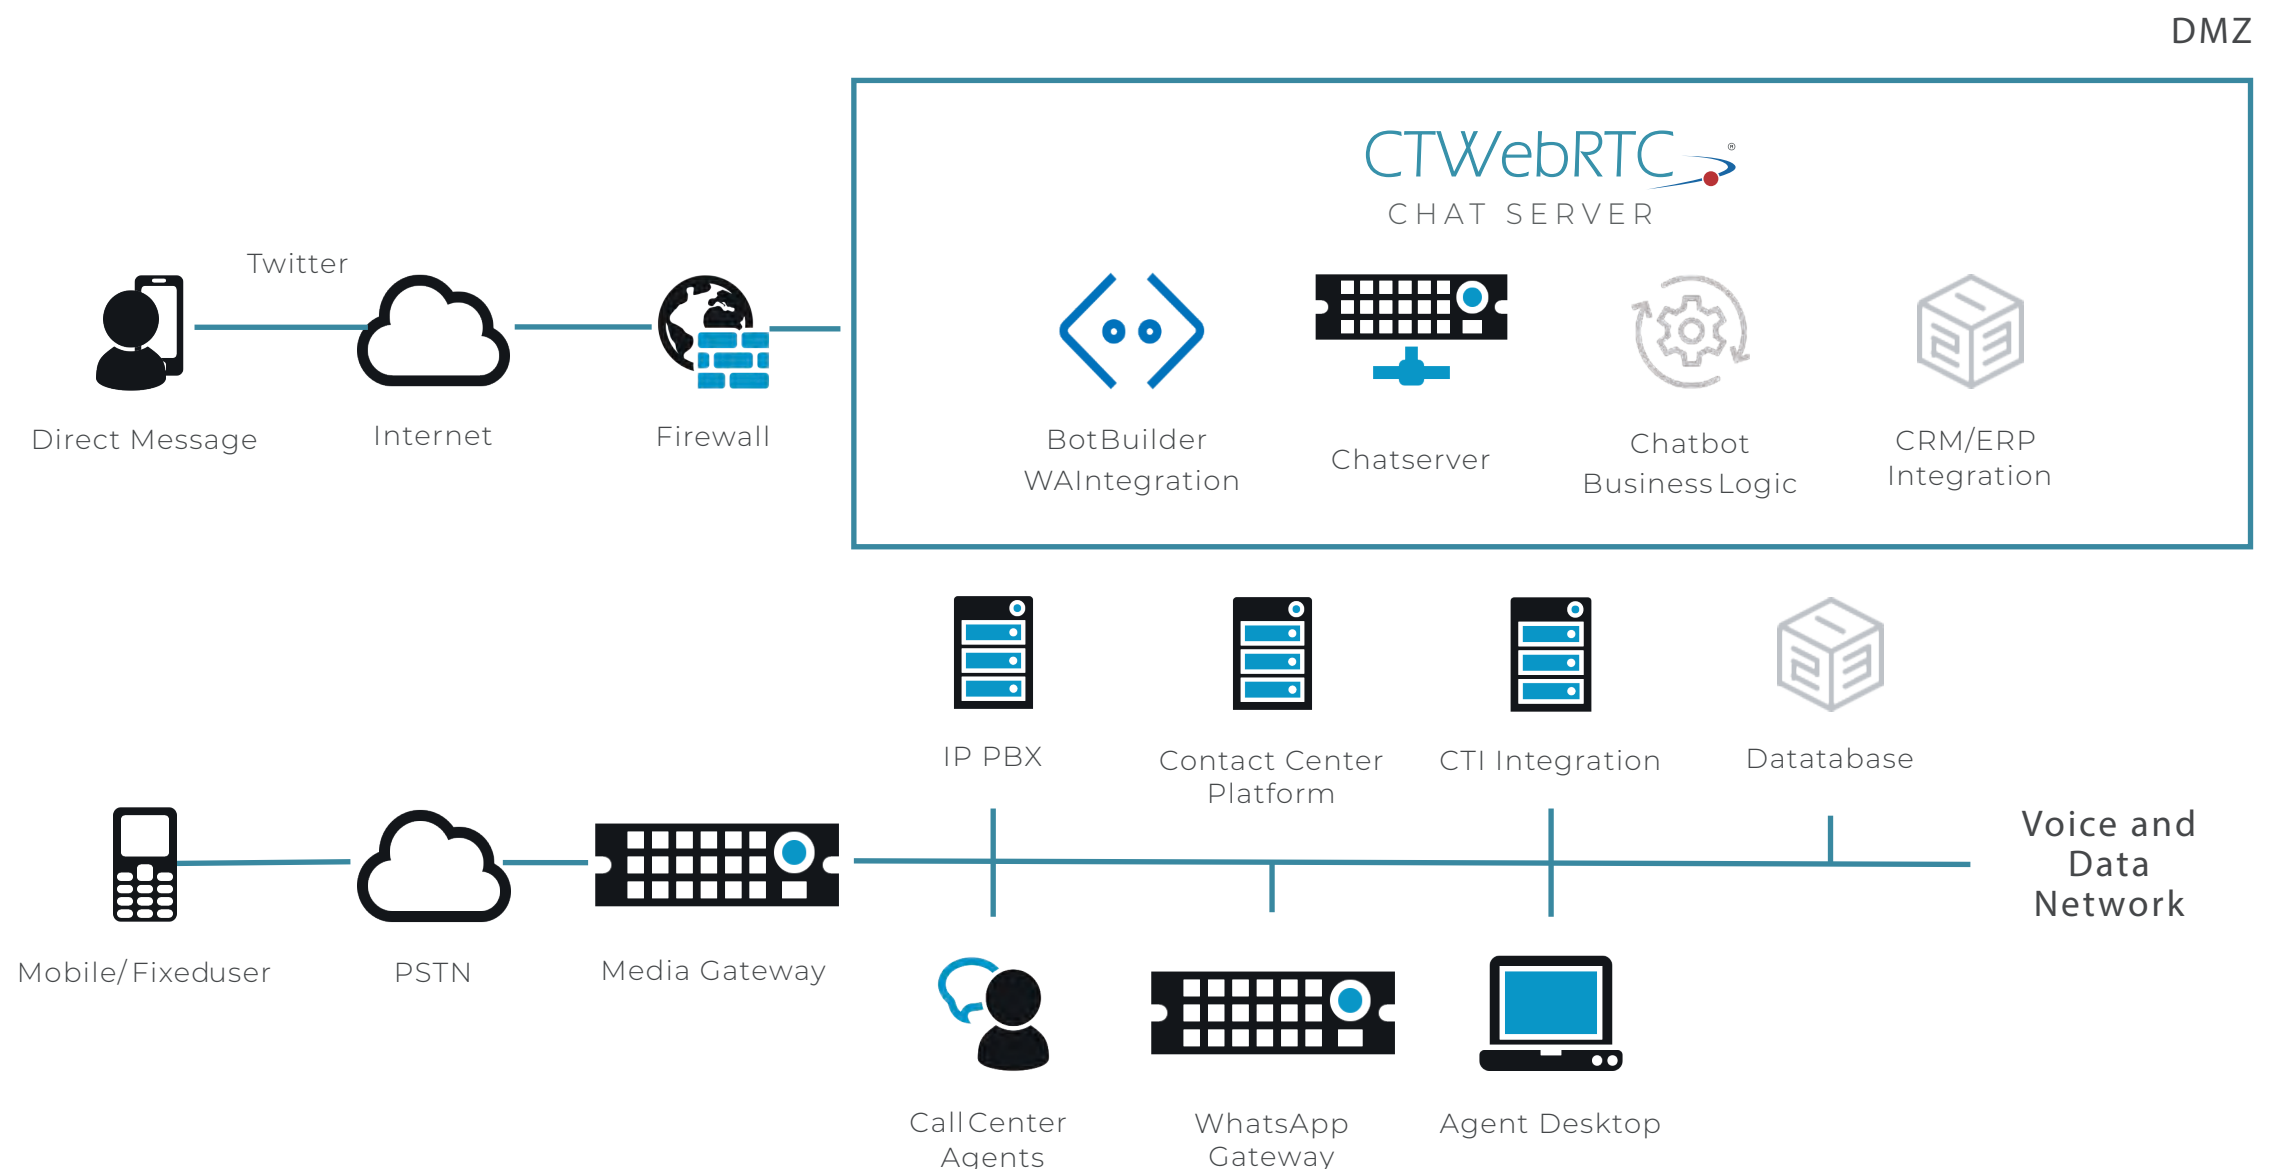 DMZ
CTWebRTC®
CHAT SERVER
Twitter
Direct Message
Internet
Firewall
BotBuilder
WAIntegration
Chatserver
Chatbot
Business Logic
CRM/ERP
Integration
IP PBX
Contact Center
Platform
CTI Integration
Datatabase
Voice and
Data
Network
Mobile/Fixeduser
PSTN
Media Gateway
Call Center
Agents
WhatsApp
Gateway
Agent Desktop